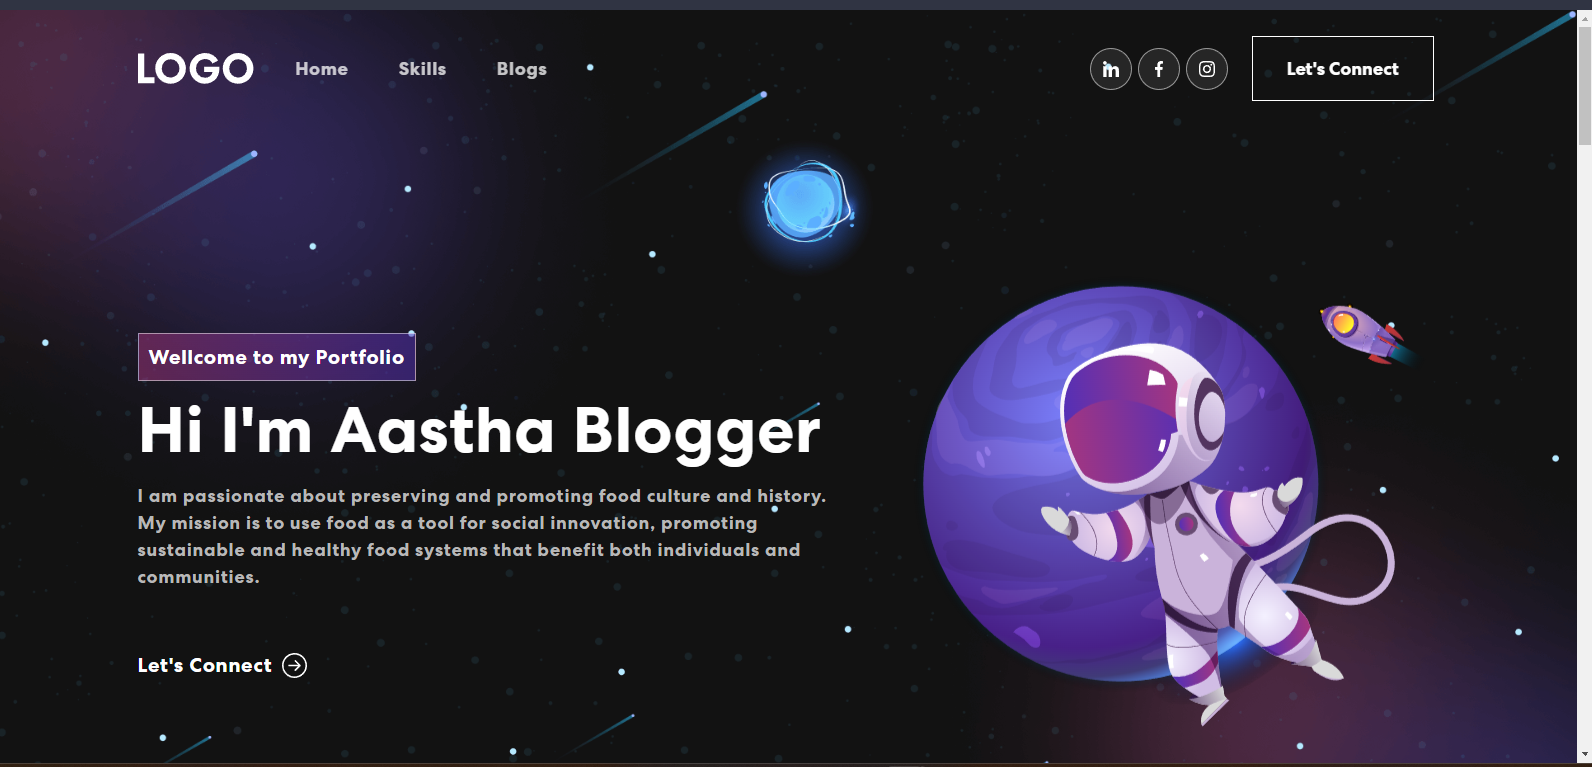 LOGO Home Skills Blogs in f Let's Connect
Wellcome to my Portfolio
Hi I'm Aastha Blogger
I am passionate about preserving and promoting food culture and history.
My mission is to use food as a tool for social innovation, promoting
sustainable and healthy food systems that benefit both individuals and
communities.
Let's Connect